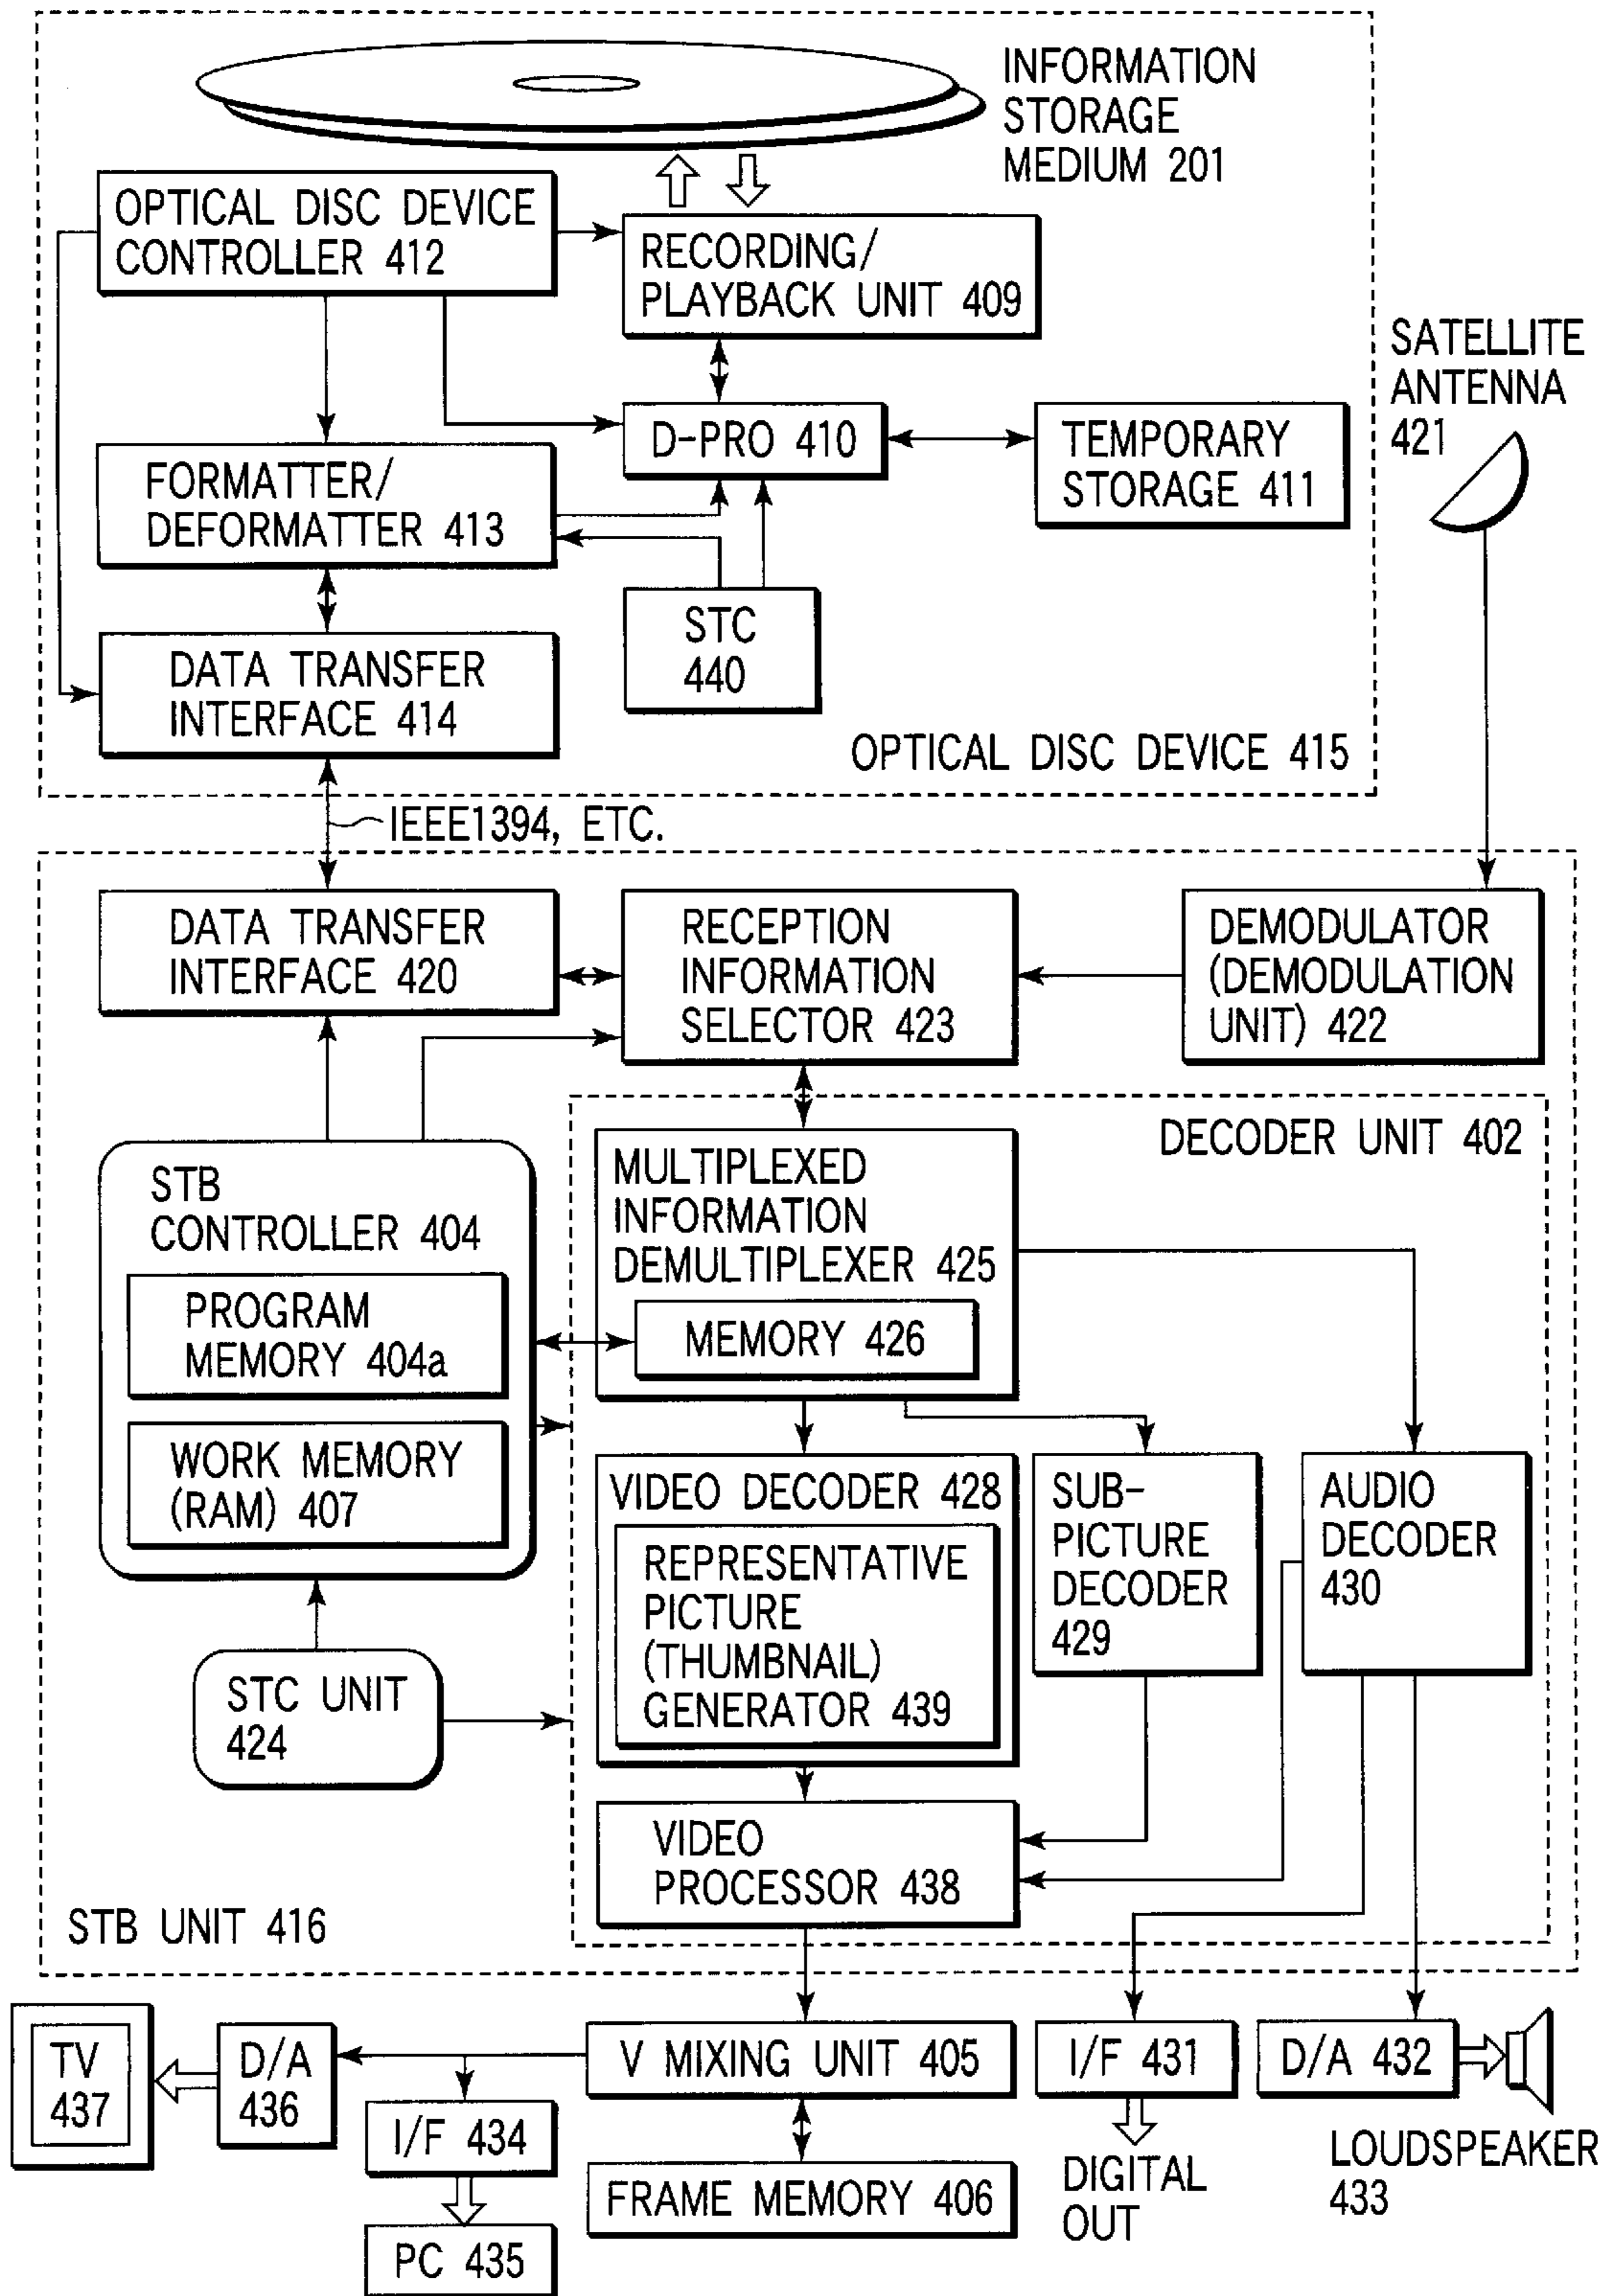 INFORMATION
STORAGE
MEDIUM 201
OPTICAL DISC DEVICE
CONTROLLER 412
RECORDING/
PLAYBACK UNIT 409
SATELLITE
ANTENNA
421
D-PRO 410
TEMPORARY
STORAGE 411
FORMATTER/
DEFORMATTER 413
STC
440
DATA TRANSFER
INTERFACE 414
OPTICAL DISC DEVICE 415
IEEE1394, ETC.
DATA TRANSFER
INTERFACE 420
RECEPTION
INFORMATION
SELECTOR 423
DEMODULATOR
(DEMODULATION
UNIT) 422
DECODER UNIT 402
STB
CONTROLLER 404
PROGRAM
MEMORY 404a
WORK MEMORY
(RAM) 407
MULTIPLEXED
INFORMATION
DEMULTIPLEXER 425
MEMORY 426
VIDEO DECODER 428
REPRESENTATIVE
PICTURE
(THUMBNAIL)
GENERATOR 439
SUB-
PICTURE
DECODER
429
AUDIO
DECODER
430
STC UNIT
424
VIDEO
PROCESSOR 438
STB UNIT 416
TV
437
D/A
436
V MIXING UNIT 405
I/F 431
D/A 432
I/F 434
FRAME MEMORY 406
DIGITAL
OUT
LOUDSPEAKER
433
PC 435